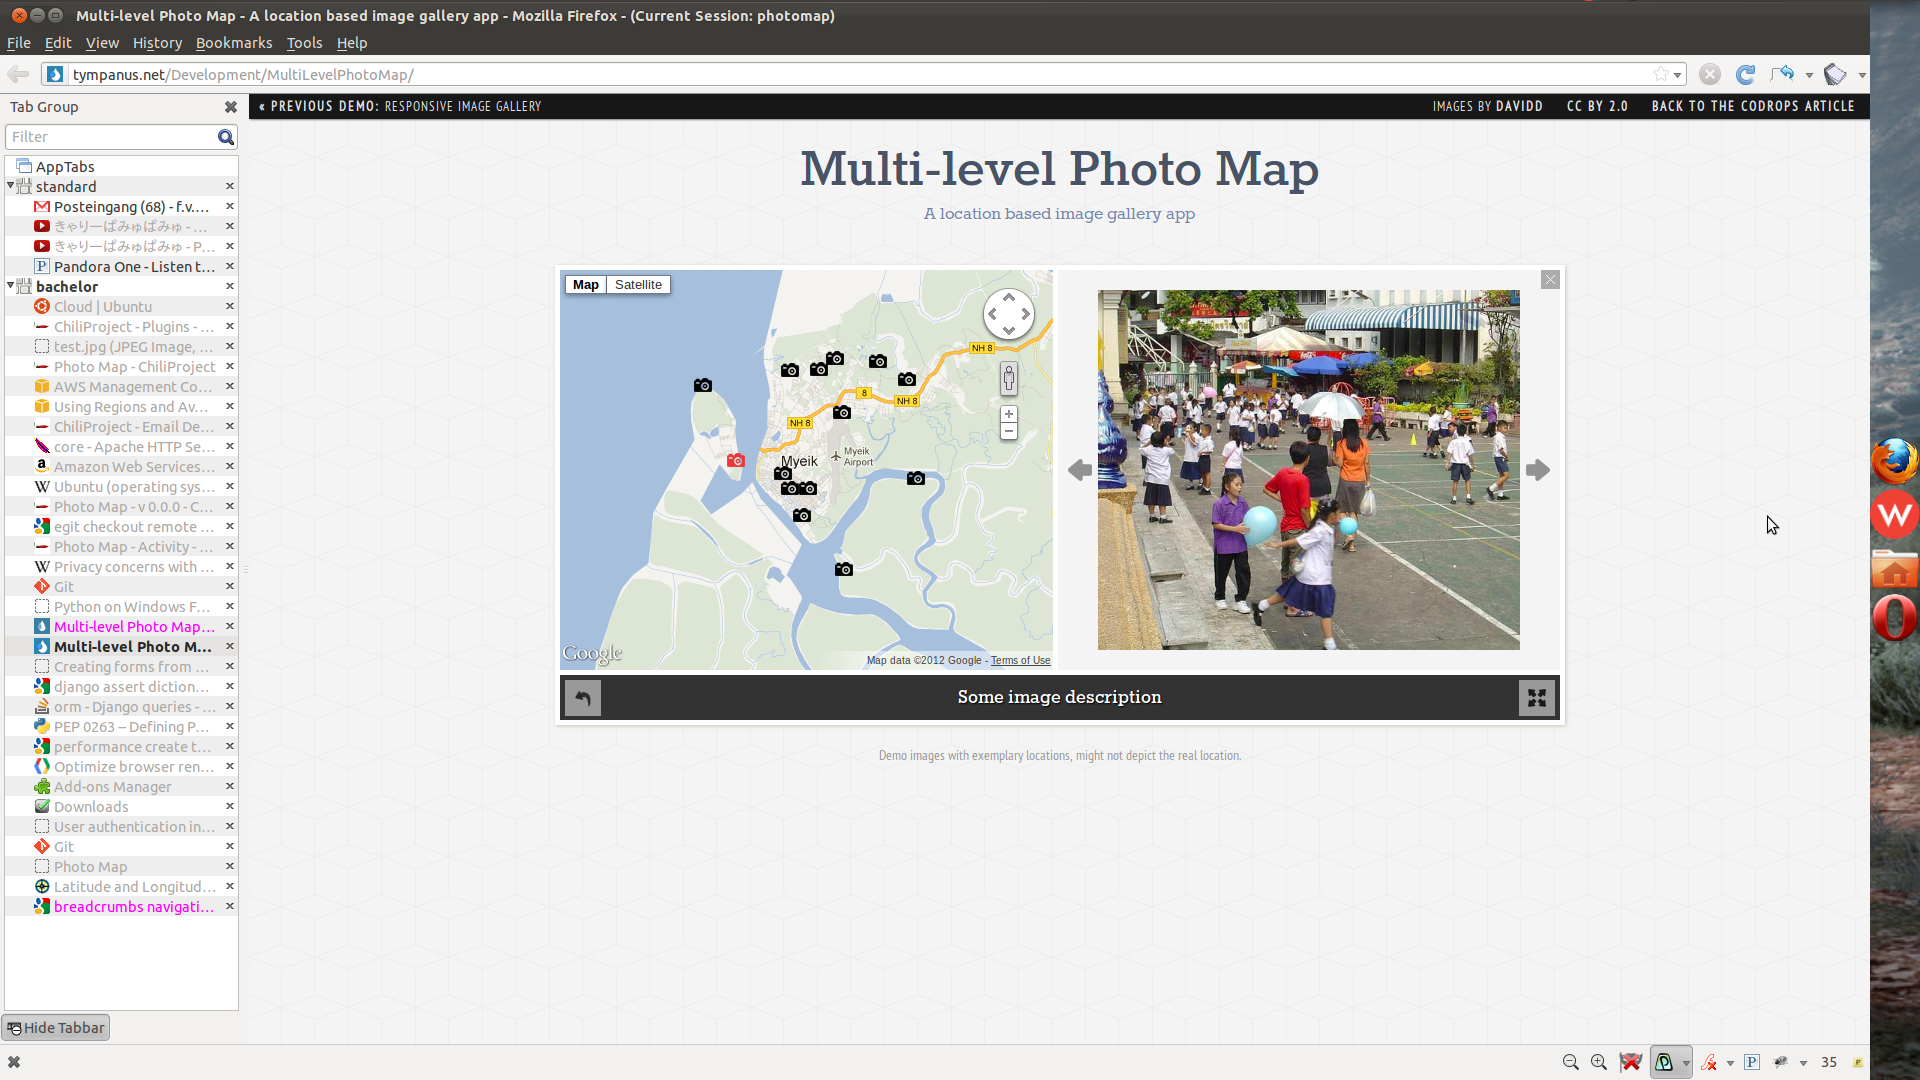 Multi-level Photo Map - A location based image gallery app - Mozilla Firefox - (Current Session: photomap)
File Edit View History Bookmarks Tools Help
tympanus.net/Development/MultiLevelPhotoMap/
Tab Group
Filter
AppTabs
standard
Posteingang (68) - f.v....
きゃりーぱみゅぱみゅ - ...
きゃりーぱみゅぱみゅ - P...
Pandora One - Listen t...
bachelor
Cloud | Ubuntu
ChiliProject - Plugins - ...
test.jpg (JPEG Image, ...
Photo Map - ChiliProject
AWS Management Co...
Using Regions and Av...
ChiliProject - Email De...
core - Apache HTTP Se...
Amazon Web Services...
Ubuntu (operating sys...
Photo Map - v 0.0.0 - C...
egit checkout remote ...
Photo Map - Activity - ...
Privacy concerns with ...
Git
Python on Windows F...
Multi-level Photo Map...
Multi-level Photo M...
Creating forms from ...
django assert diction...
orm - Django queries - ...
PEP 0263 -- Defining P...
performance create t...
Optimize browser ren...
Add-ons Manager
Downloads
User authentication in...
Git
Photo Map
Latitude and Longitud...
breadcrumbs navigati...
Hide Tabbar
« PREVIOUS DEMO: RESPONSIVE IMAGE GALLERY
IMAGES BY DAVIDD CC BY 2.0 BACK TO THE CODROPS ARTICLE
Multi-level Photo Map
A location based image gallery app
Map Satellite
NH 8
8
NH 8
NH 8
Myeik
Myeik
Airport
Google
Map data ©2012 Google - Terms of Use
Some image description
Demo images with exemplary locations, might not depict the real location.
35